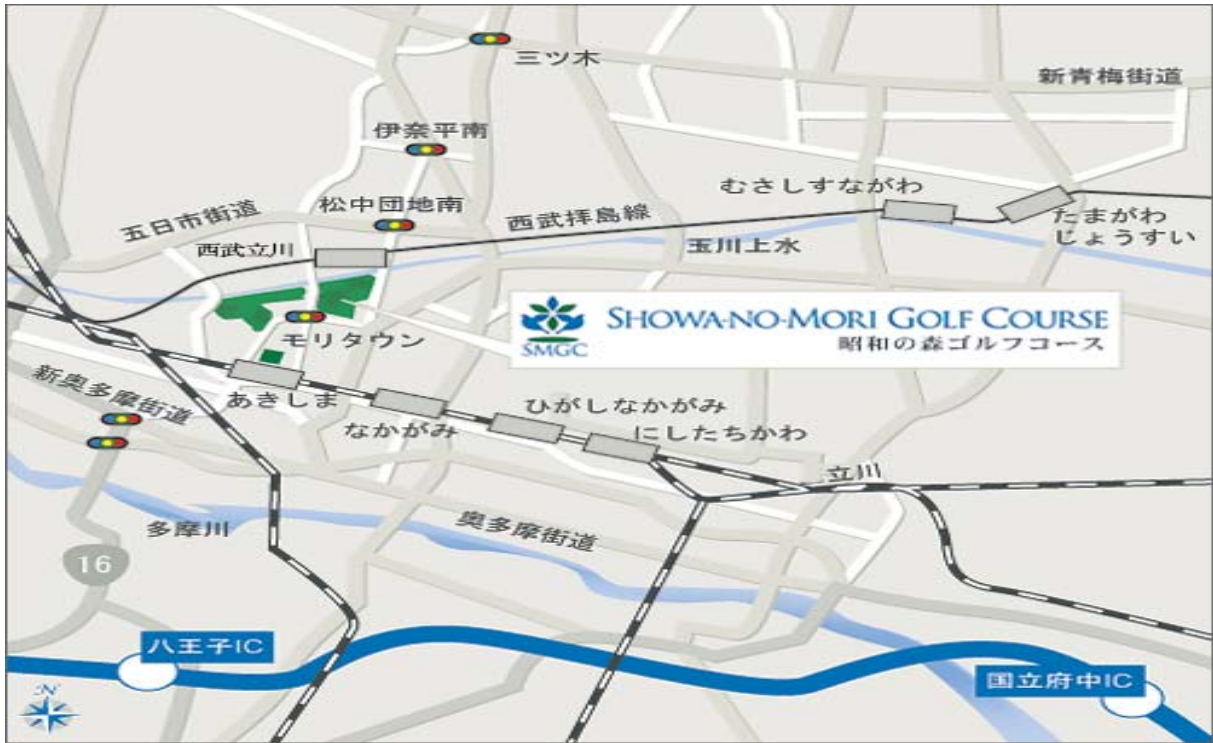 三ツ木
新青梅街道
伊奈平南
むさしすながわ
松中団地南
西武拝島線
たまがわ
じょうすい
五日市街道
西武立川
玉川上水
SHOWA-NO-MORI GOLF COURSE
SMGC
昭和の森ゴルフコース
モリタウン
新奥多摩街道
あきしま
ひがしなかがみ
なかがみ
にしたちかわ
立川
多摩川
奥多摩街道
16
八王子IC
国立府中IC
N